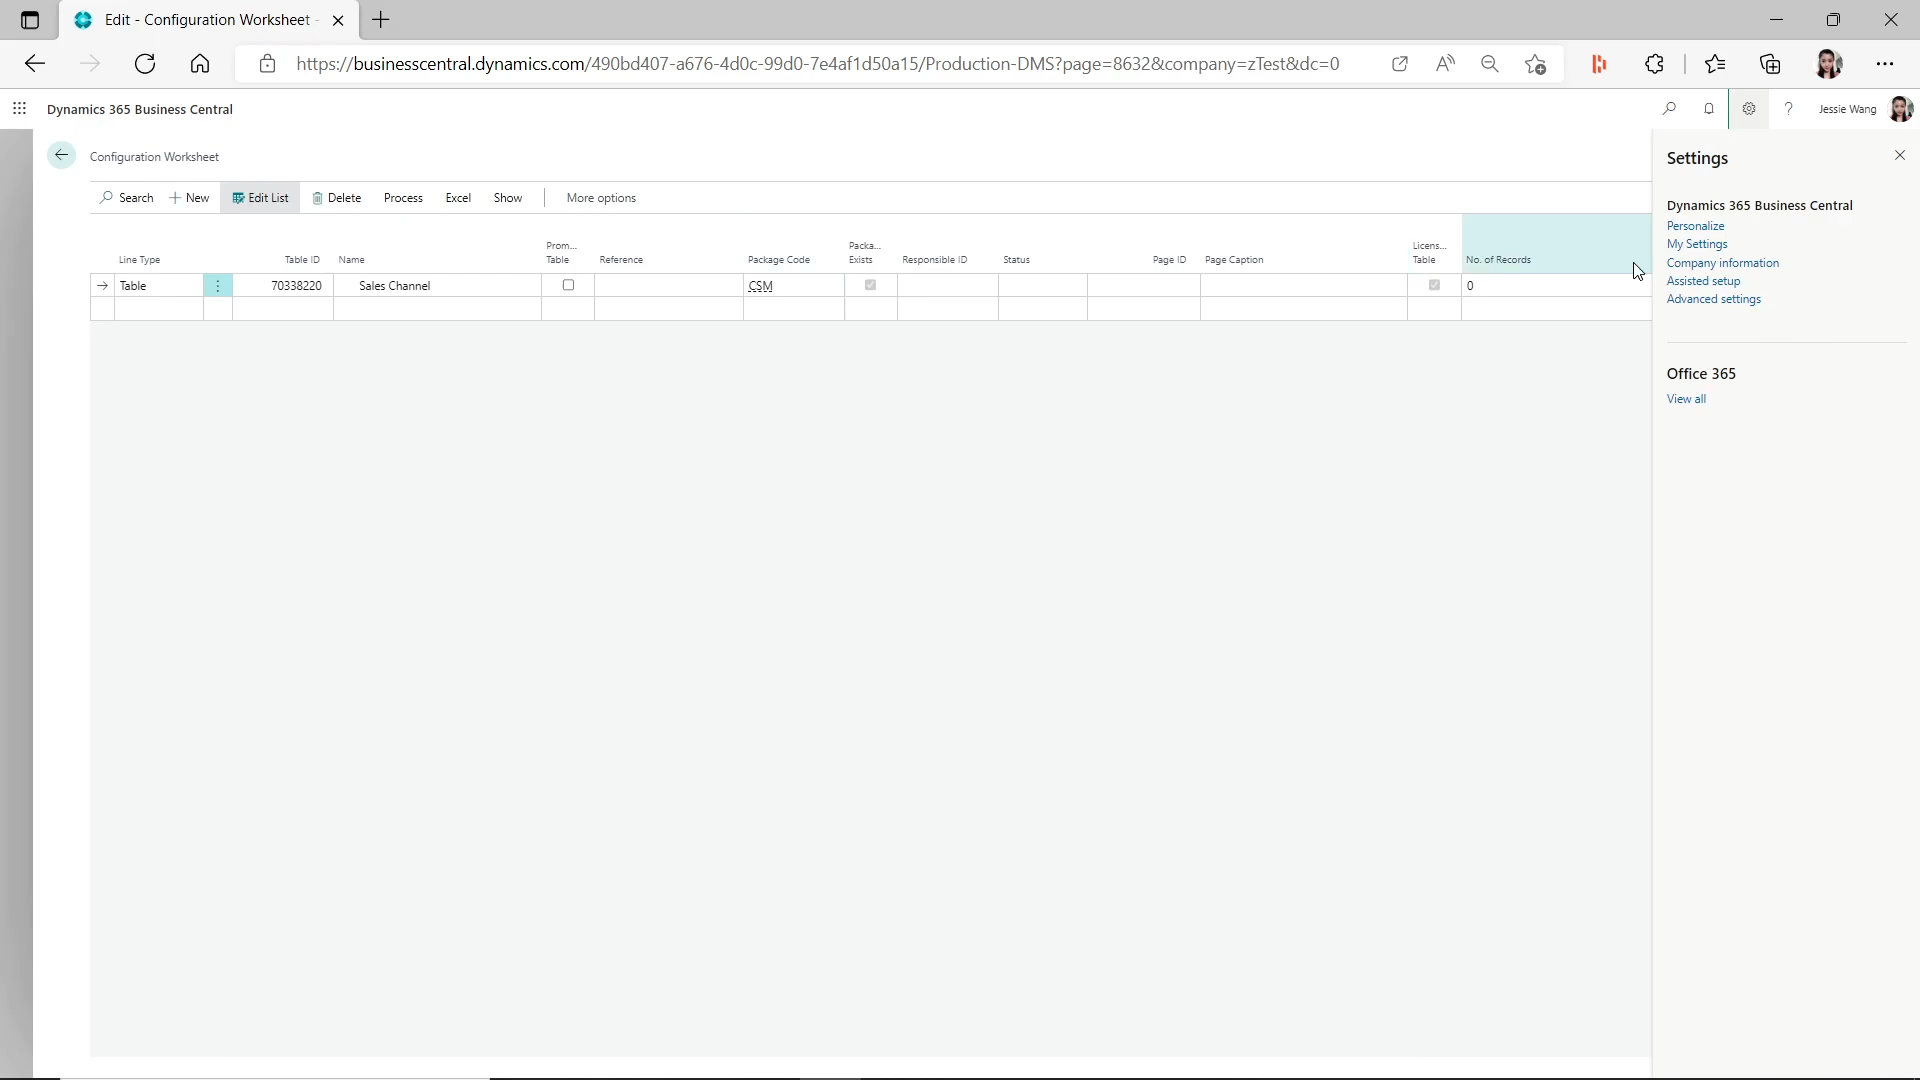 Edit - Configuration Worksheet -
https://businesscentral.dynamics.com/490bd407-a676-4d0c-99d0-7e4af1d50a15/Production-DMS?page=8632&company=zTest&dc=0
Dynamics 365 Business Central
Jessie Wang
Configuration Worksheet
Search New Edit List Delete Process Excel Show More options
Line Type Table ID Name Prom... Table Reference Package Code Packa... Exists Responsible ID Status Page ID Page Caption Licens... Table No. of Records
Table 70338220 Sales Channel CSM 0
Settings
Dynamics 365 Business Central
Personalize
My Settings
Company information
Assisted setup
Advanced settings
Office 365
View all